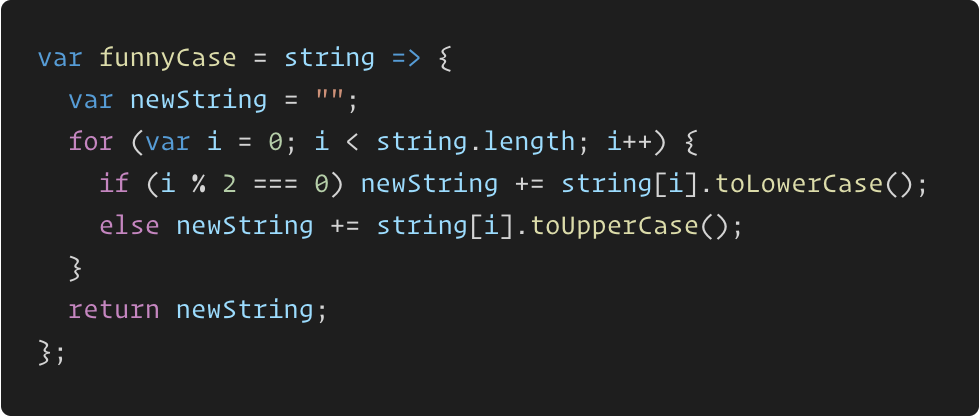 var funnyCase = string => {
  var newString = "";
  for (var i = 0; i < string.length; i++) {
    if (i % 2 === 0) newString += string[i].toLowerCase();
    else newString += string[i].toUpperCase();
  }
  return newString;
};